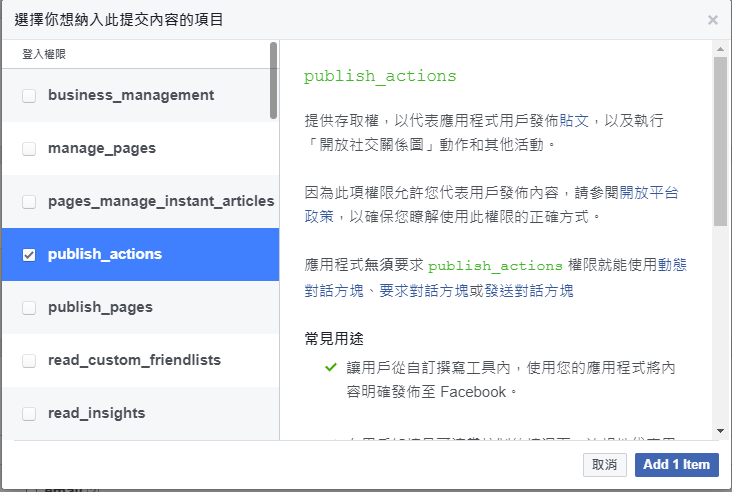 選擇你想納入此提交內容的項目
×
登入權限
business_management
manage_pages
pages_manage_instant_articles
publish_actions
publish_pages
read_custom_friendlists
read_insights
publish_actions
提供存取權，以代表應用程式用戶發佈貼文，以及執行
「開放社交關係圖」動作和其他活動。
因為此項權限允許您代表用戶發佈內容，請參閱開放平台
政策，以確保您瞭解使用此權限的正確方式。
應用程式無須要求 publish_actions 權限就能使用動態
對話方塊、要求對話方塊或發送對話方塊
常見用途
讓用戶從自訂撰寫工具內，使用您的應用程式將內
容明確發佈至 Facebook。
取消
Add 1 Item